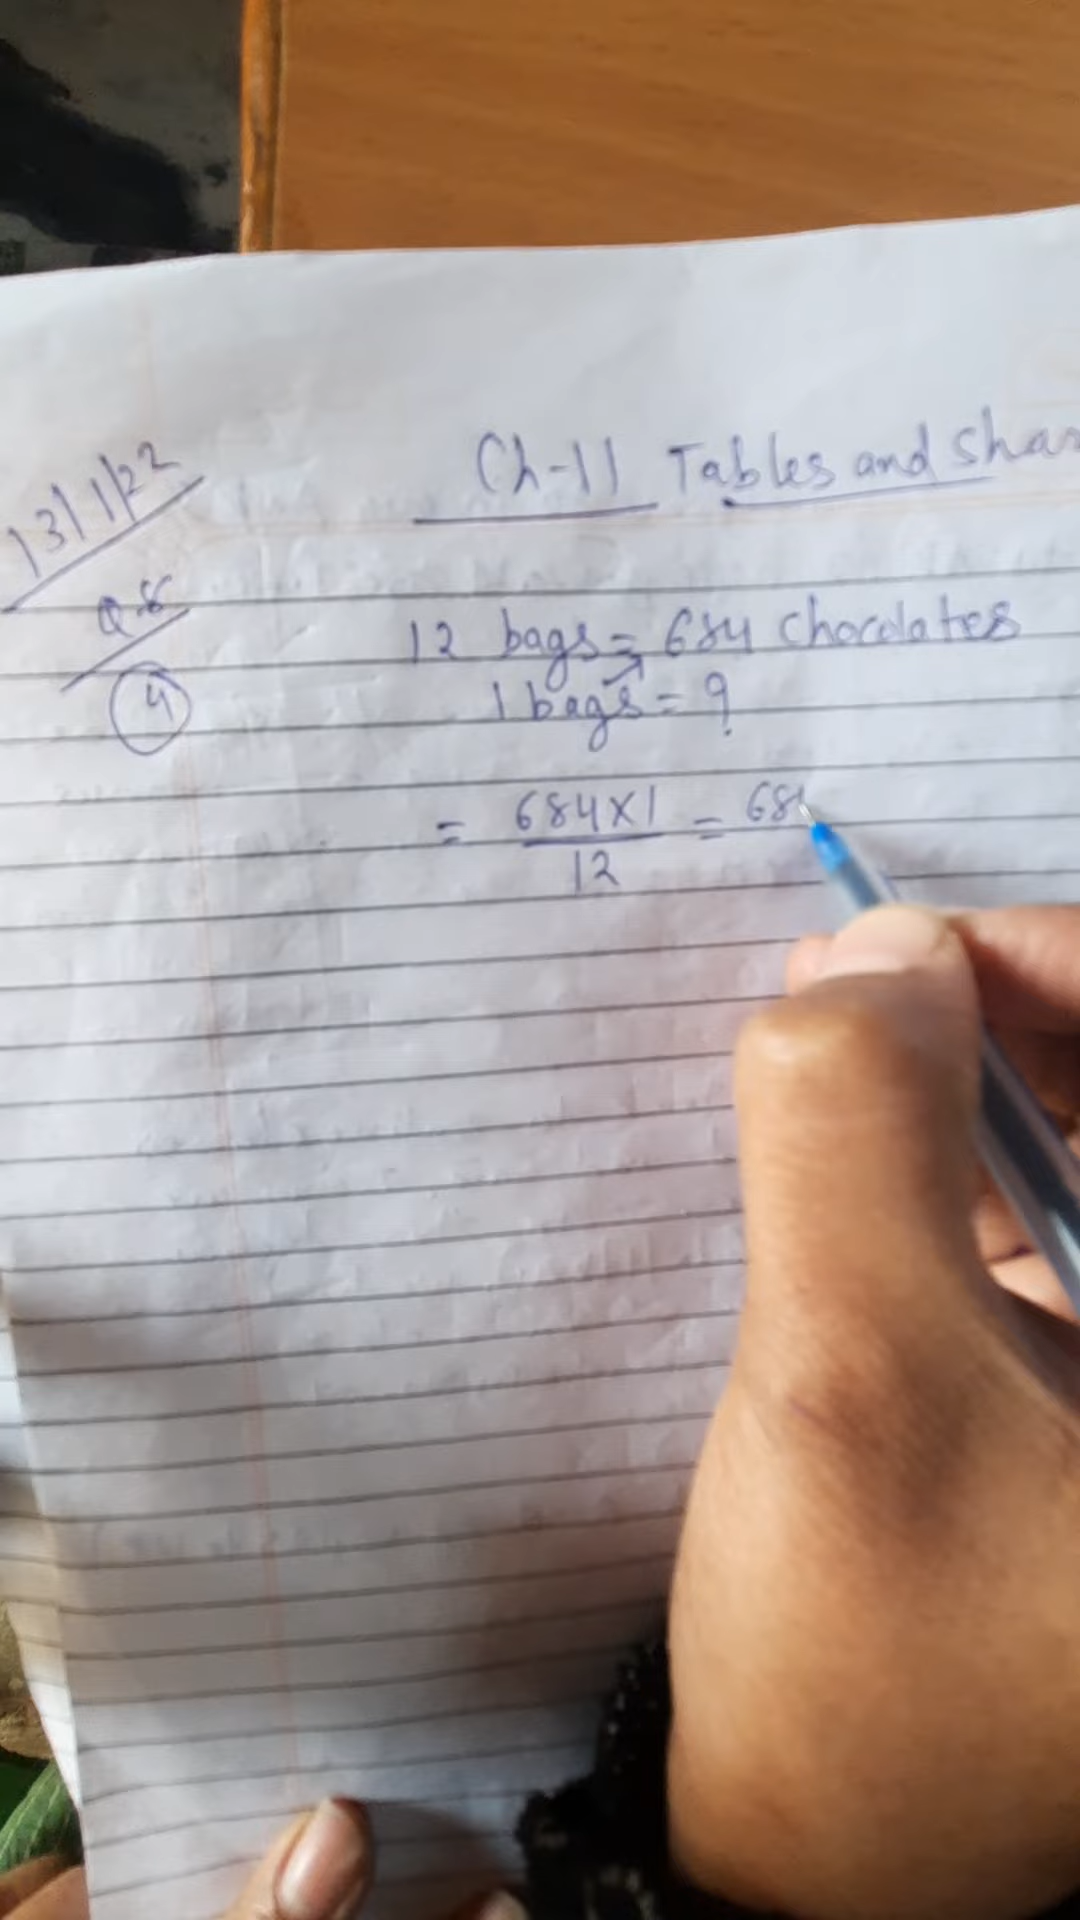 13/1/22
Ch-11 Tables and Shar
Q.8
4
12 bags = 684 Chocolates
1 bags = ?
= 684×1 = 684
12